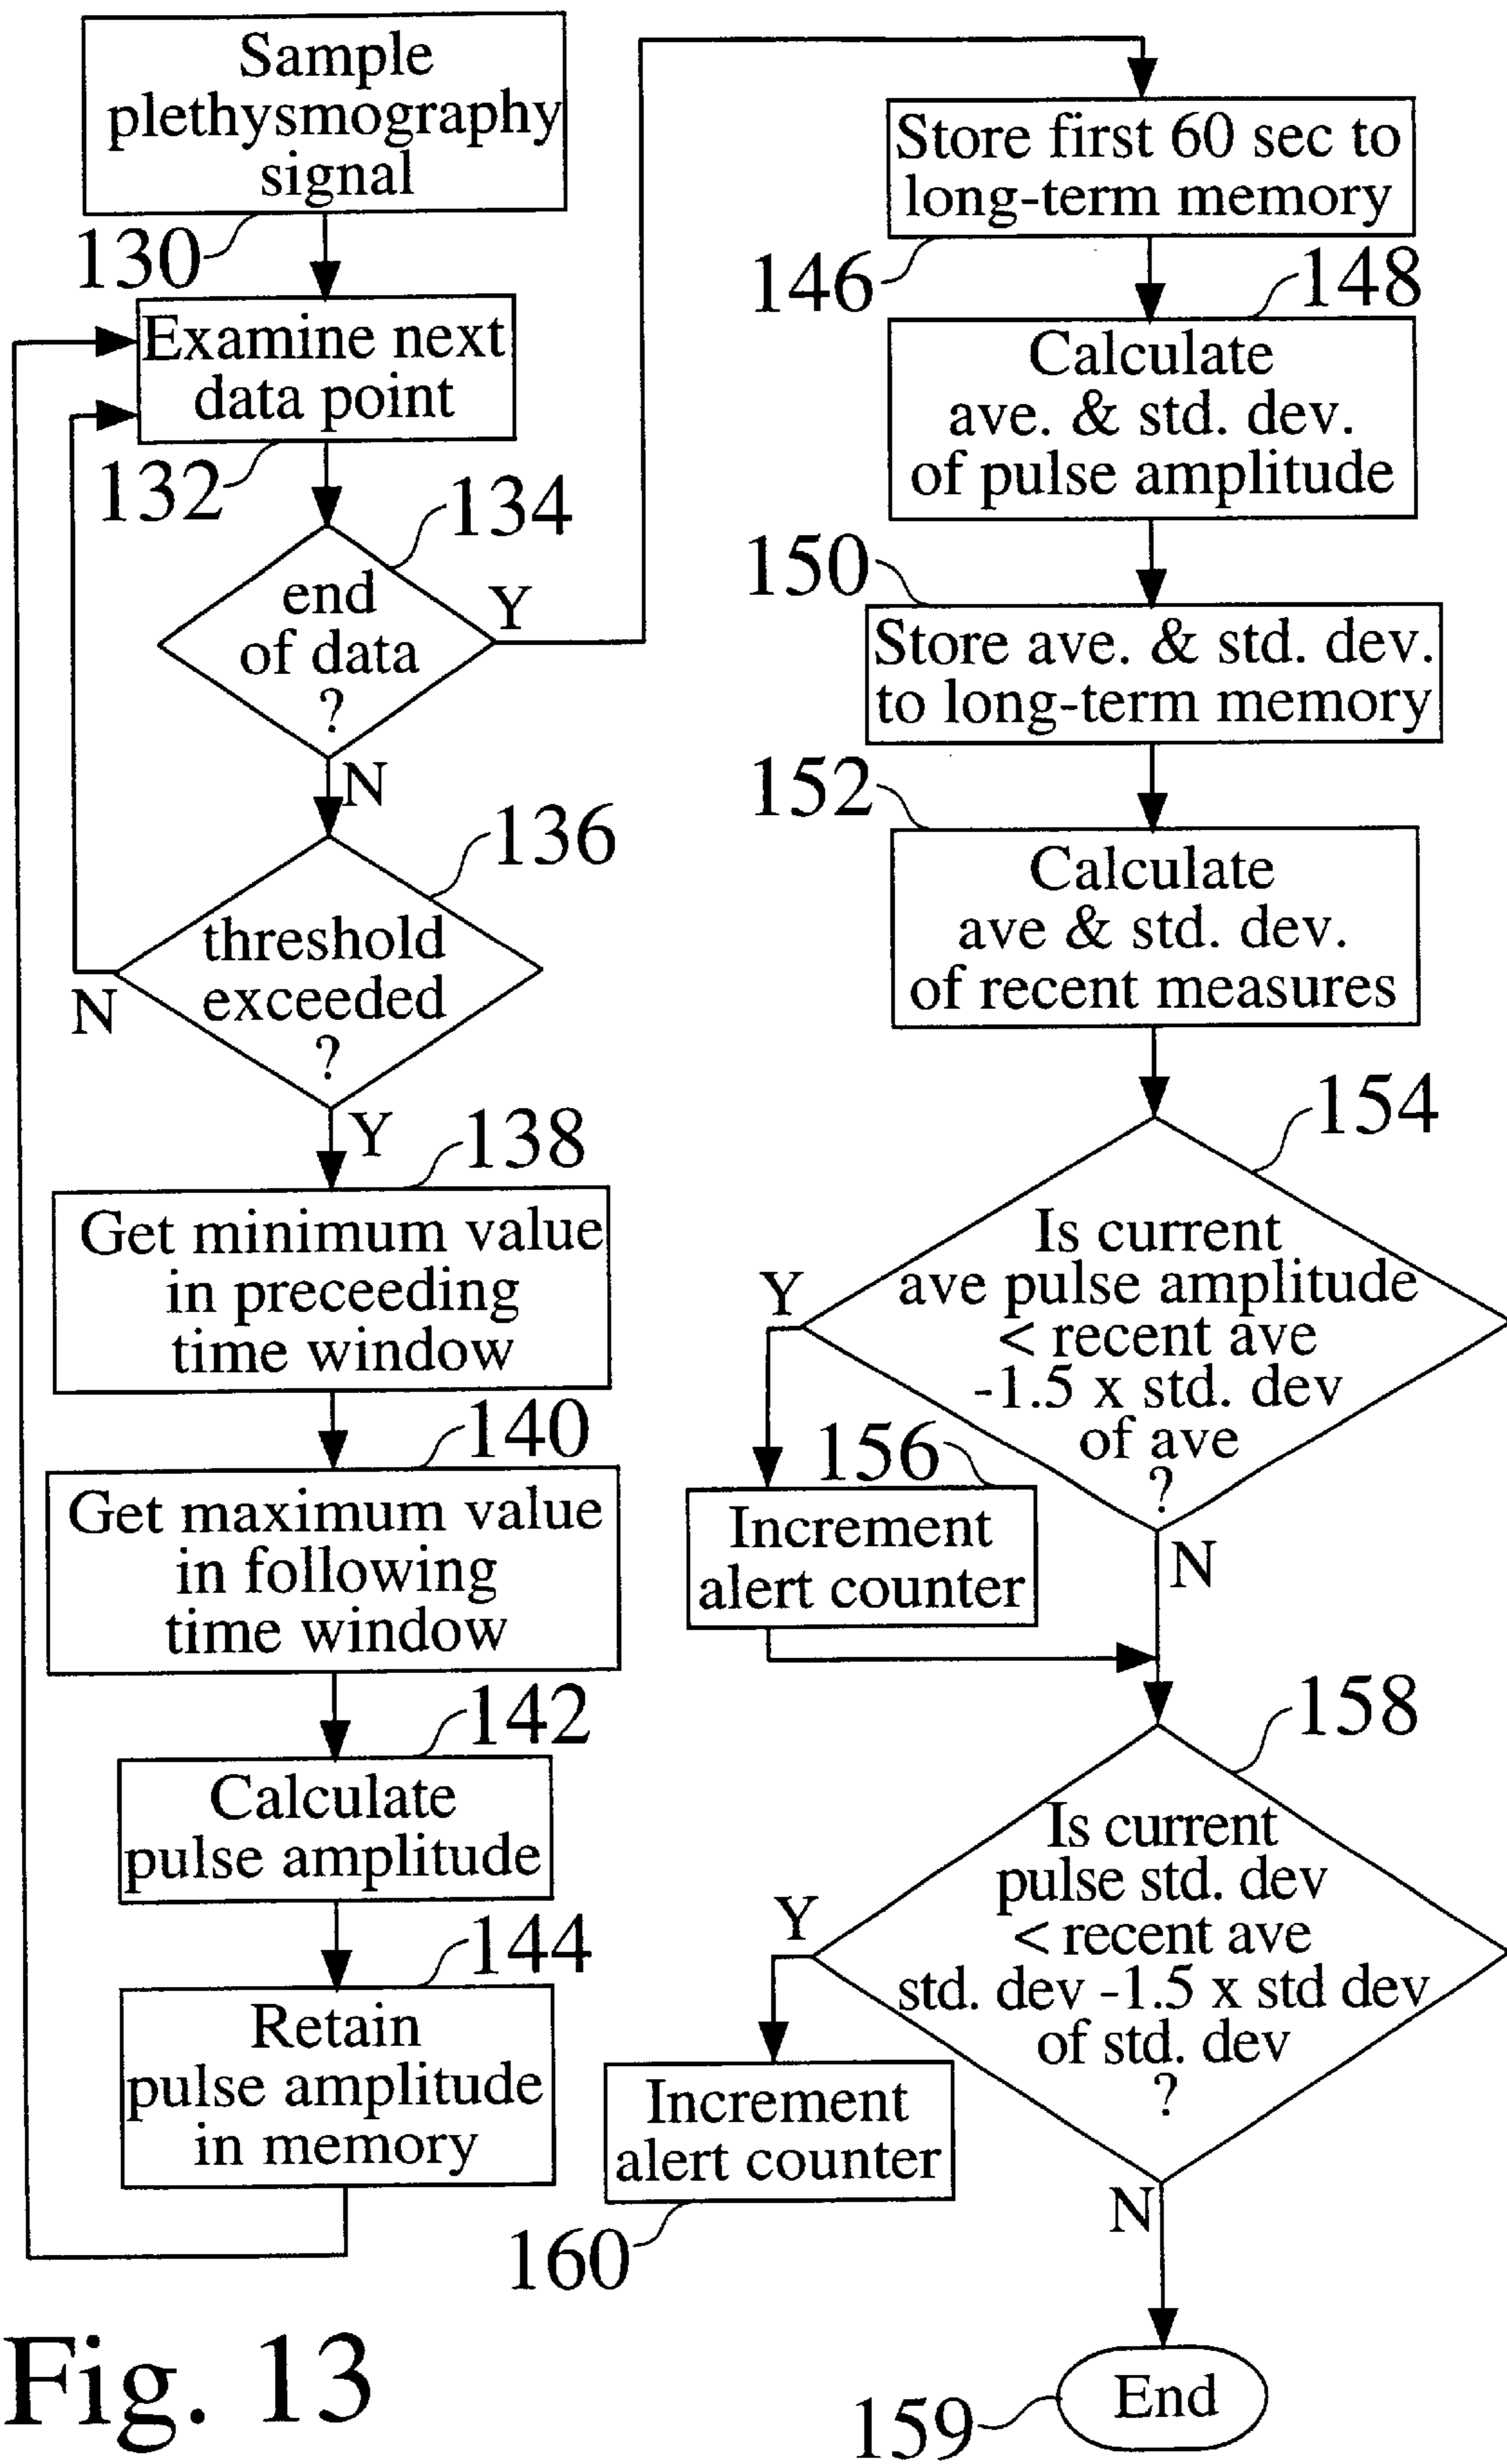 Sample
plethysmography
signal
130
Examine next
data point
132
134
end
of data
?
Y
N
136
threshold
exceeded
?
N
Y
138
Get minimum value
in preceeding
time window
140
Get maximum value
in following
time window
142
Calculate
pulse amplitude
144
Retain
pulse amplitude
in memory
Store first 60 sec to
long-term memory
146
148
Calculate
ave. & std. dev.
of pulse amplitude
150
Store ave. & std. dev.
to long-term memory
152
Calculate
ave & std. dev.
of recent measures
154
Is current
ave pulse amplitude
< recent ave
-1.5 x std. dev
of ave
?
Y
156
Increment
alert counter
N
158
Is current
pulse std. dev
< recent ave
std. dev -1.5 x std dev
of std. dev
?
Y
Increment
alert counter
160
N
159
End
Fig. 13